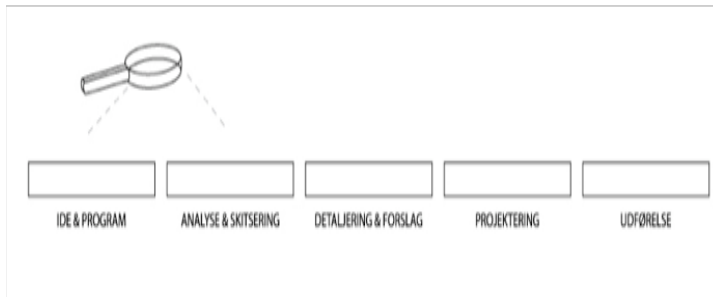 IDE & PROGRAM
ANALYSE & SKITSERING
DETALJERING & FORSLAG
PROJEKTERING
UDFØRELSE